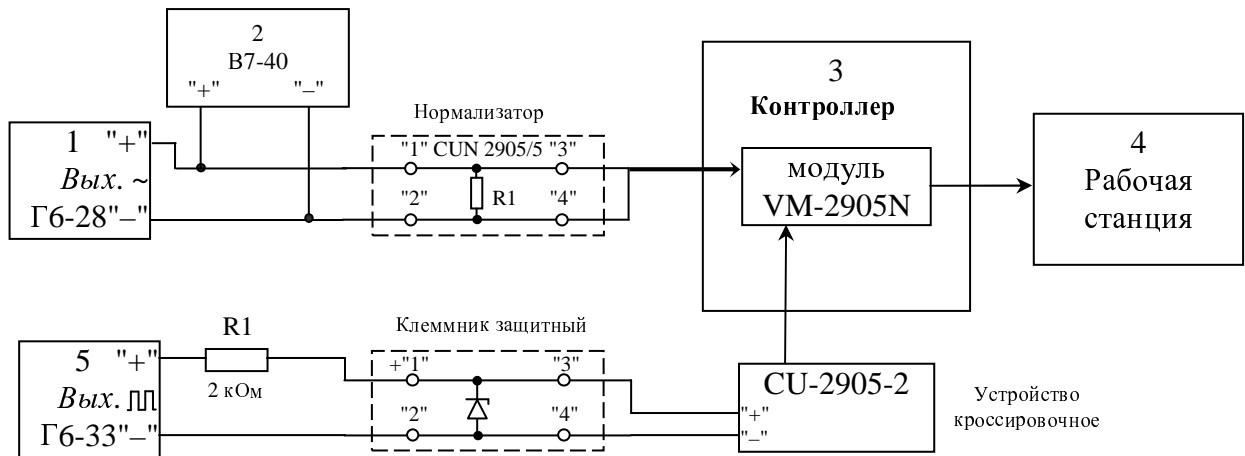 2
В7-40
"+" "–"
1 "+"
Вых. ~
Г6-28"–"
Нормализатор
"1" CUN 2905/5 "3"
"2" R1 "4"
3
Контроллер
модуль
VM-2905N
4
Рабочая
станция
5 "+"
Вых.
Г6-33"–"
R1
2 кОм
Клеммник защитный
+"1" "3"
"2" "4"
CU-2905-2
"+"
"–"
Устройство
кроссировочное